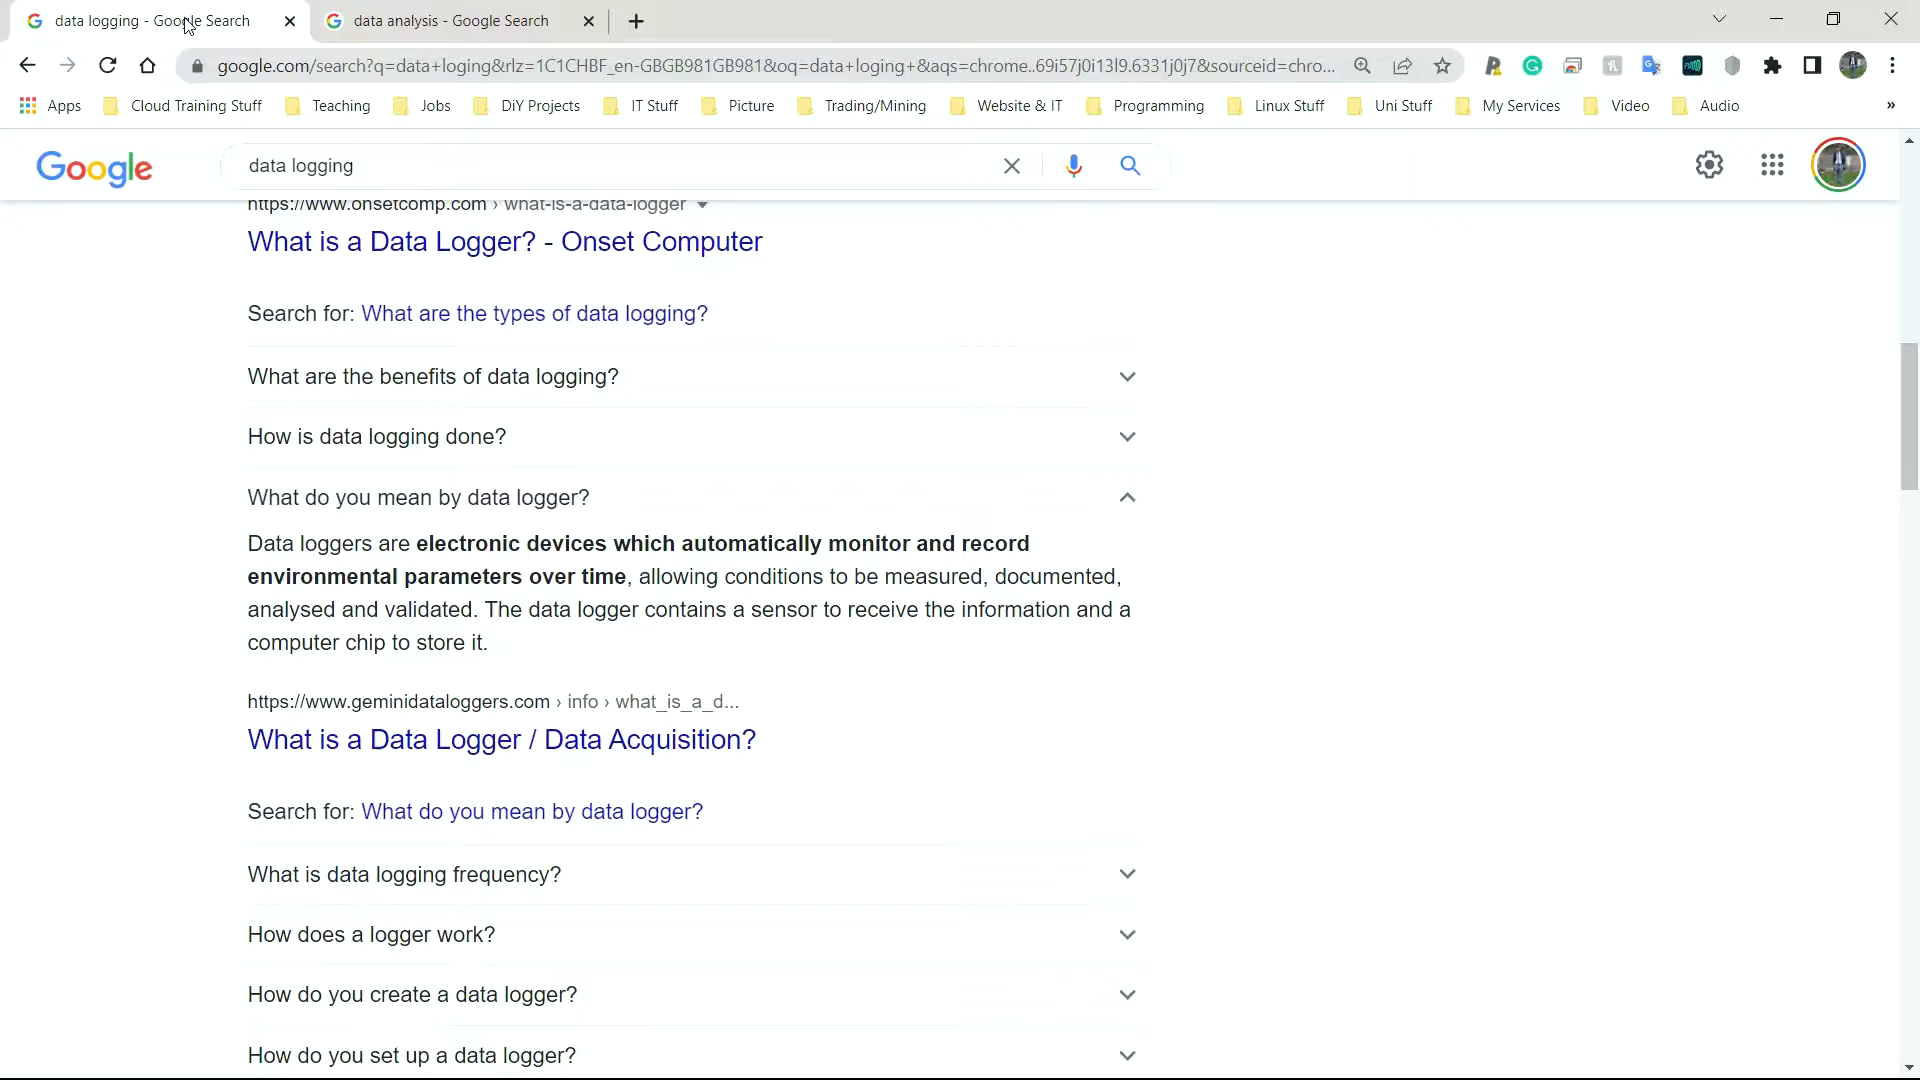 data logging - Google Search
data analysis - Google Search
google.com/search?q=data+loging&rlz=1C1CHBF_en-GBGB981GB981&oq=data+loging+&aqs=chrome..69i57j0i13l9.6331j0j7&sourceid=chro...
Apps Cloud Training Stuff Teaching Jobs DiY Projects IT Stuff Picture Trading/Mining Website & IT Programming Linux Stuff Uni Stuff My Services Video Audio »
Google
data logging
https://www.onsetcomp.com › what-is-a-data-logger
What is a Data Logger? - Onset Computer
Search for: What are the types of data logging?
What are the benefits of data logging?
How is data logging done?
What do you mean by data logger?
Data loggers are electronic devices which automatically monitor and record
environmental parameters over time, allowing conditions to be measured, documented,
analysed and validated. The data logger contains a sensor to receive the information and a
computer chip to store it.
https://www.geminidataloggers.com › info › what_is_a_d...
What is a Data Logger / Data Acquisition?
Search for: What do you mean by data logger?
What is data logging frequency?
How does a logger work?
How do you create a data logger?
How do you set up a data logger?